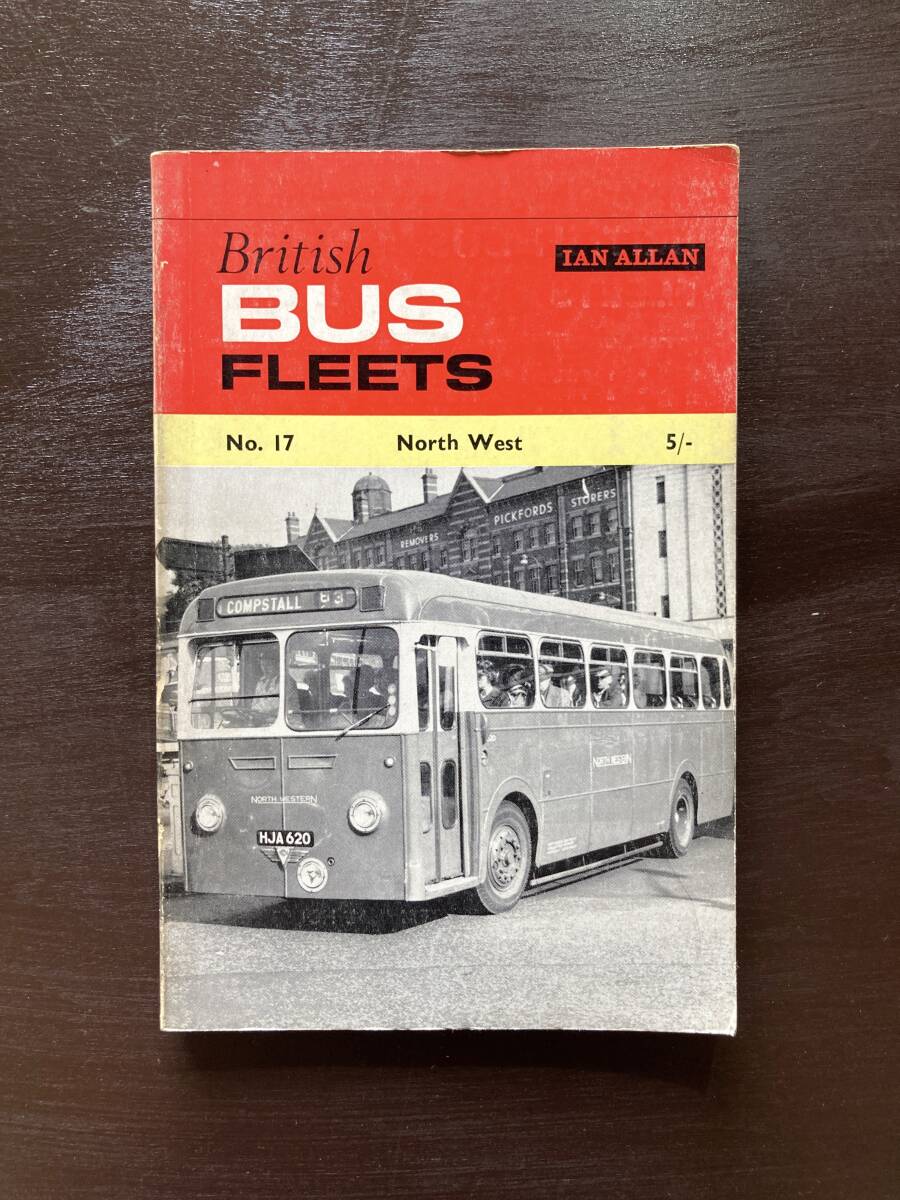 British
IAN ALLAN
BUS
FLEETS
No. 17 North West 5/-
REMOVERS PICKFORDS STORERS
COMPSTALL
NORTH WESTERN
NORTH WESTERN
HJA 620